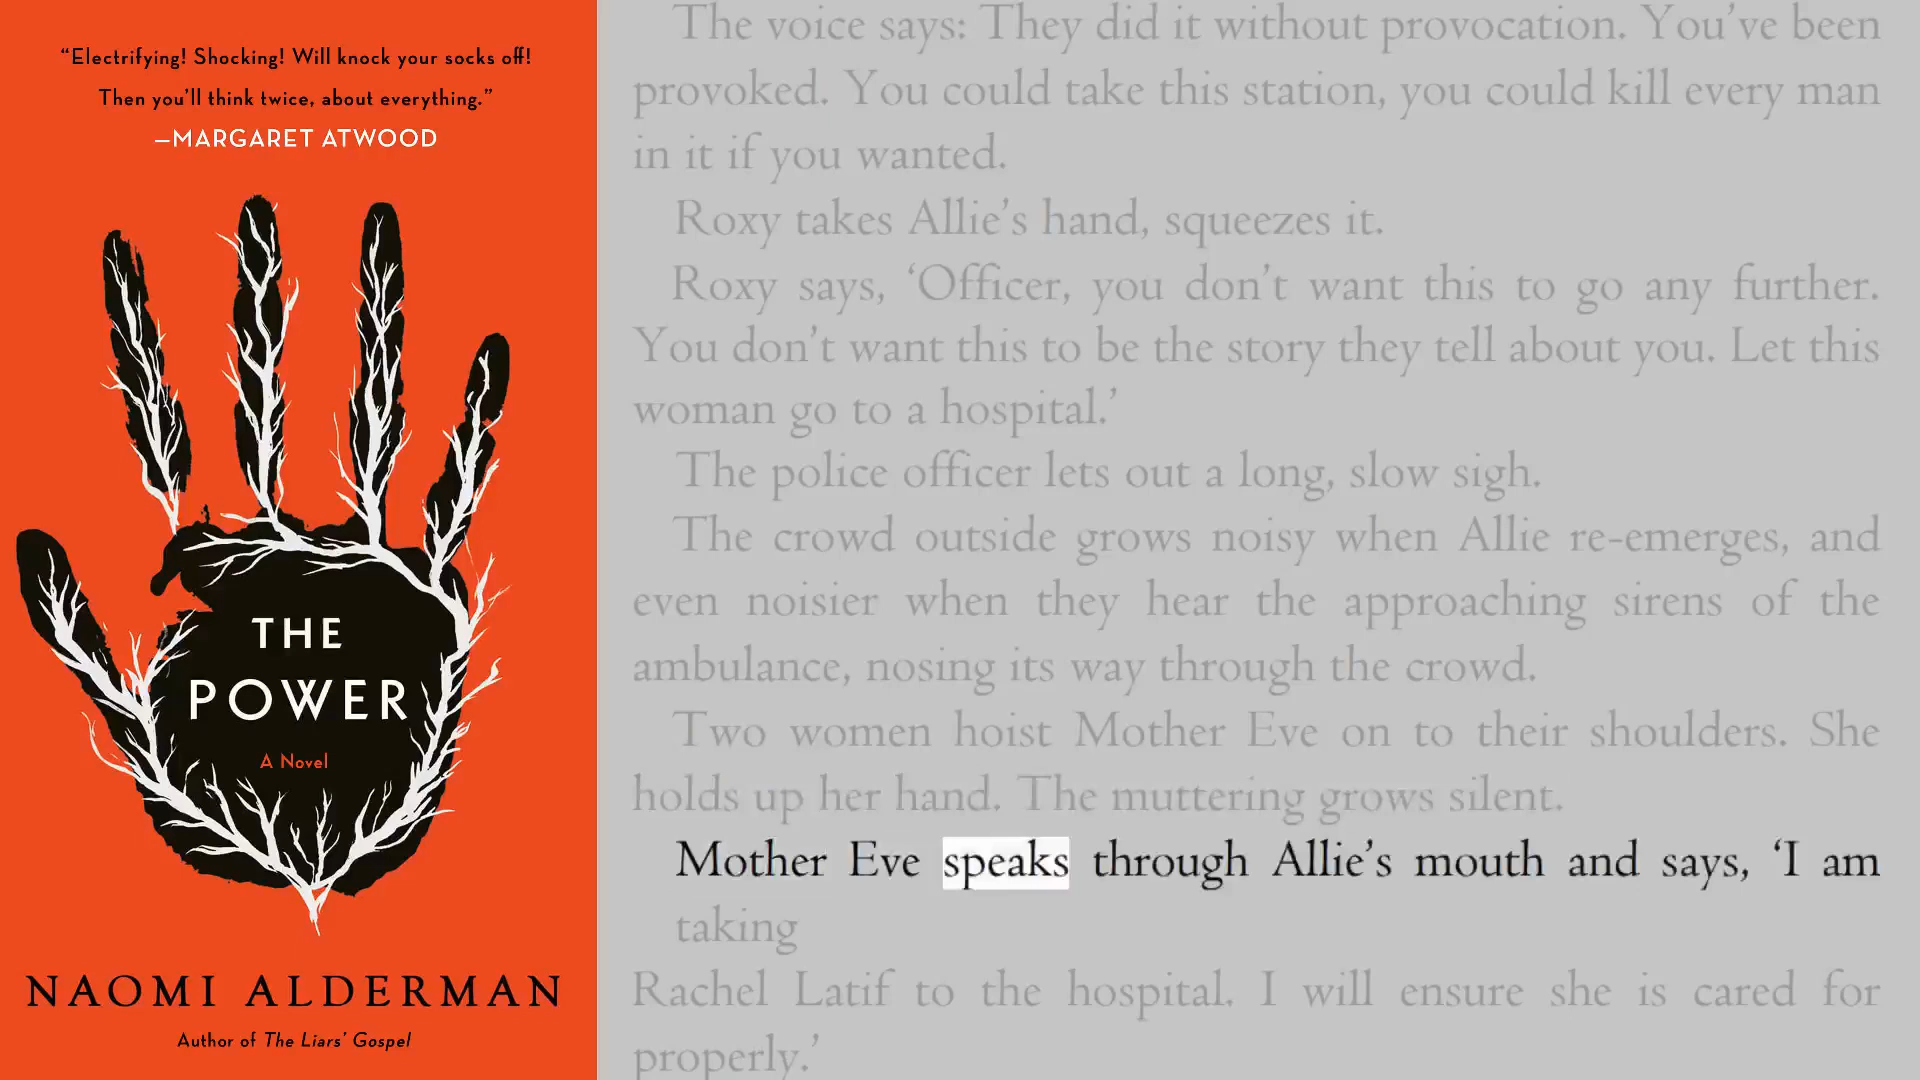 “Electrifying! Shocking! Will knock your socks off!
Then you’ll think twice, about everything.”
—MARGARET ATWOOD
THE
POWER
A Novel
NAOMI ALDERMAN
Author of The Liars’ Gospel
The voice says: They did it without provocation. You’ve been
provoked. You could take this station, you could kill every man
in it if you wanted.
Roxy takes Allie’s hand, squeezes it.
Roxy says, ‘Officer, you don’t want this to go any further.
You don’t want this to be the story they tell about you. Let this
woman go to a hospital.’
The police officer lets out a long, slow sigh.
The crowd outside grows noisy when Allie re-emerges, and
even noisier when they hear the approaching sirens of the
ambulance, nosing its way through the crowd.
Two women hoist Mother Eve on to their shoulders. She
holds up her hand. The muttering grows silent.
Mother Eve speaks through Allie’s mouth and says, ‘I am
taking
Rachel Latif to the hospital. I will ensure she is cared for
properly.’